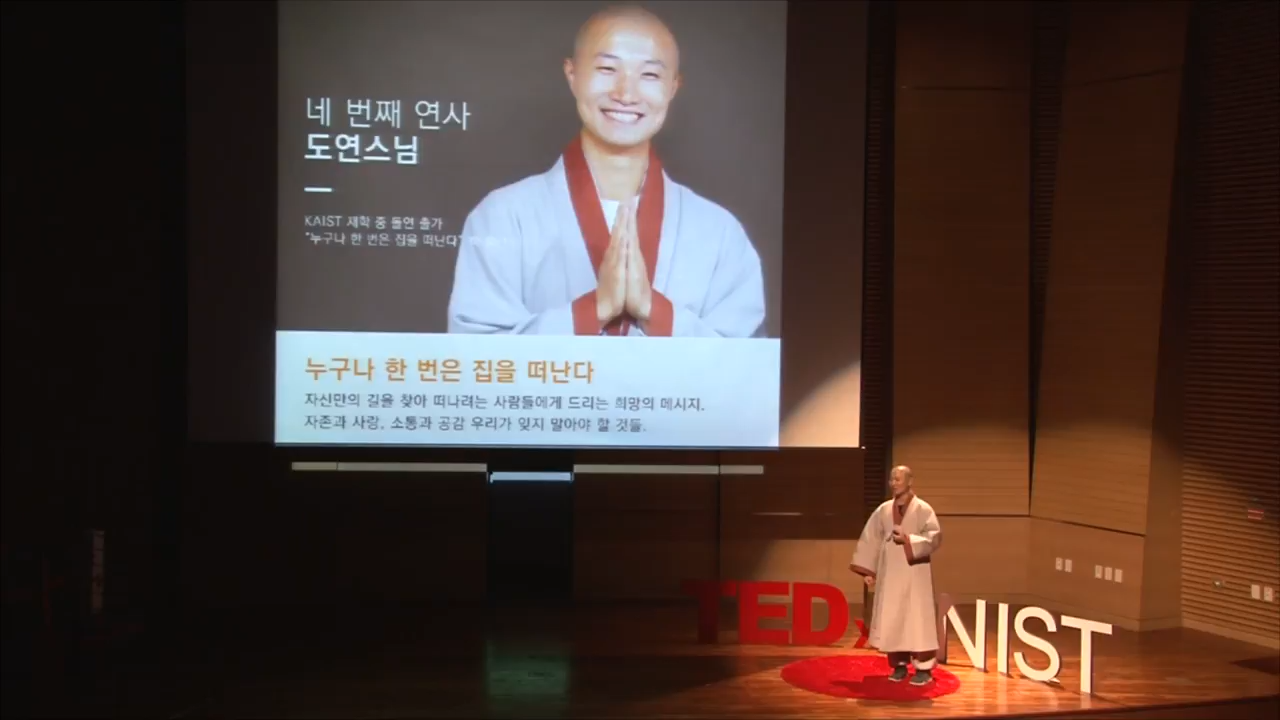 네 번째 연사
도연스님
KAIST 재학 중 돌연 출가
"누구나 한 번은 집을 떠난다"
누구나 한 번은 집을 떠난다
자신만의 길을 찾아 떠나려는 사람들에게 드리는 희망의 메시지.
자존과 사랑, 소통과 공감 우리가 잊지 말아야 할 것들.
TEDx
NIST